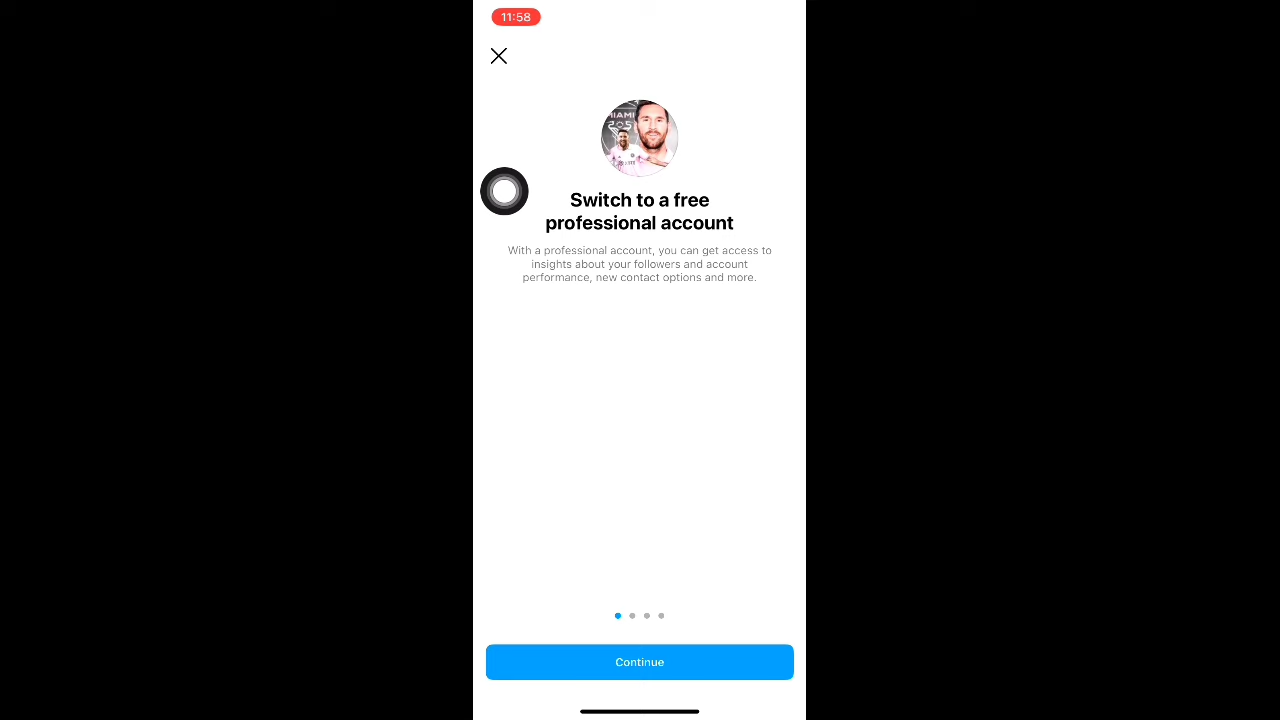 11:58
MIAMI
Switch to a free
professional account
With a professional account, you can get access to
insights about your followers and account
performance, new contact options and more.
Continue